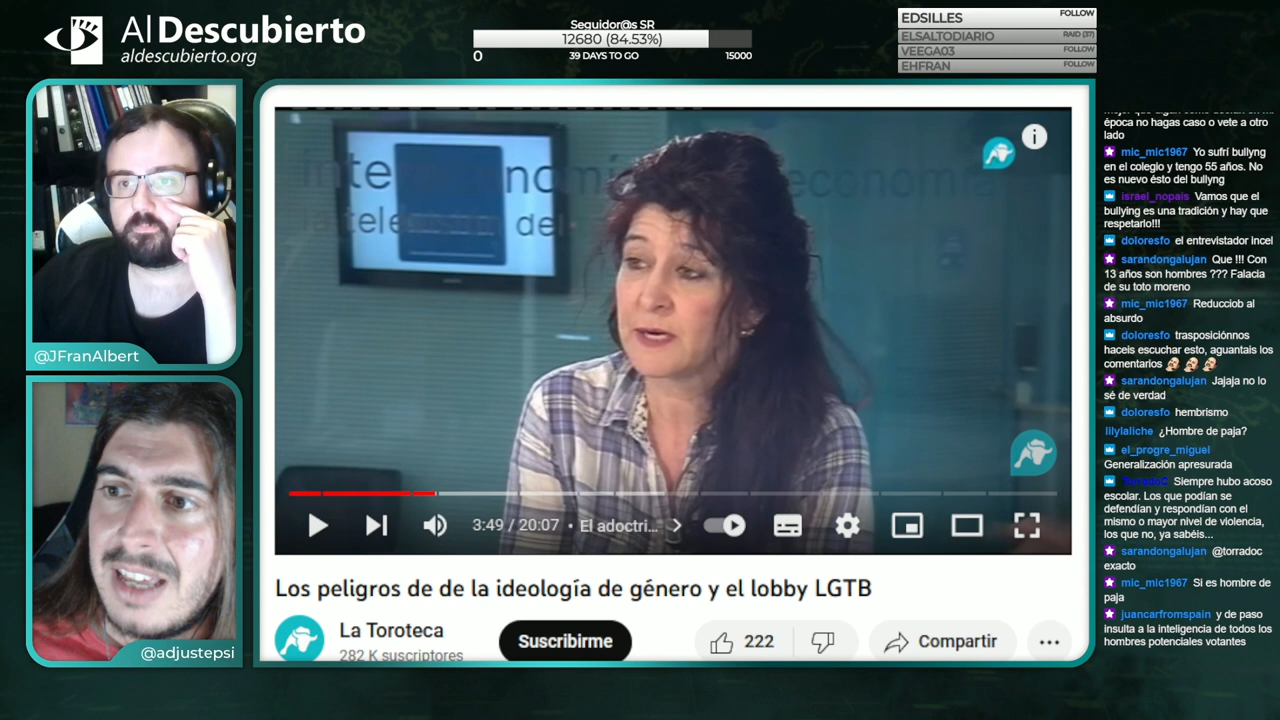 Al Descubierto
aldescubierto.org
Seguidor@s SR
12680 (84.53%)
0
39 DAYS TO GO
15000
EDSILLES
FOLLOW
ELSALTODIARIO
RAID (37)
VEEGA03
FOLLOW
EHFRAN
FOLLOW
@JFranAlbert
@adjustepsi
3:49 / 20:07 • El adoctri...
Los peligros de de la ideología de género y el lobby LGTB
La Toroteca
282 K suscriptores
Suscribirme
222
Compartir
época no hagas caso o vete a otro
lado
mic_mic1967 Yo sufrí bullyng
en el colegio y tengo 55 años. No
es nuevo ésto del bullyng
israel_nopais Vamos que el
bullying es una tradición y hay que
respetarlo!!!
doloresfo el entrevistador incel
sarandongalujan Que !!! Con
13 años son hombres ??? Falacia
de su toto moreno
mic_mic1967 Reducciob al
absurdo
doloresfo trasposiciónnos
haceis escuchar esto, aguantais los
comentarios
sarandongalujan Jajaja no lo
sé de verdad
doloresfo hembrismo
lilylaliche ¿Hombre de paja?
el_progre_miguel
Generalización apresurada
TorradoC Siempre hubo acoso
escolar. Los que podían se
defendían y respondían con el
mismo o mayor nivel de violencia,
los que no, ya sabéis...
sarandongalujan @torradoc
exacto
mic_mic1967 Si es hombre de
paja
juancarfromspain y de paso
insulta a la inteligencia de todos los
hombres potenciales votantes